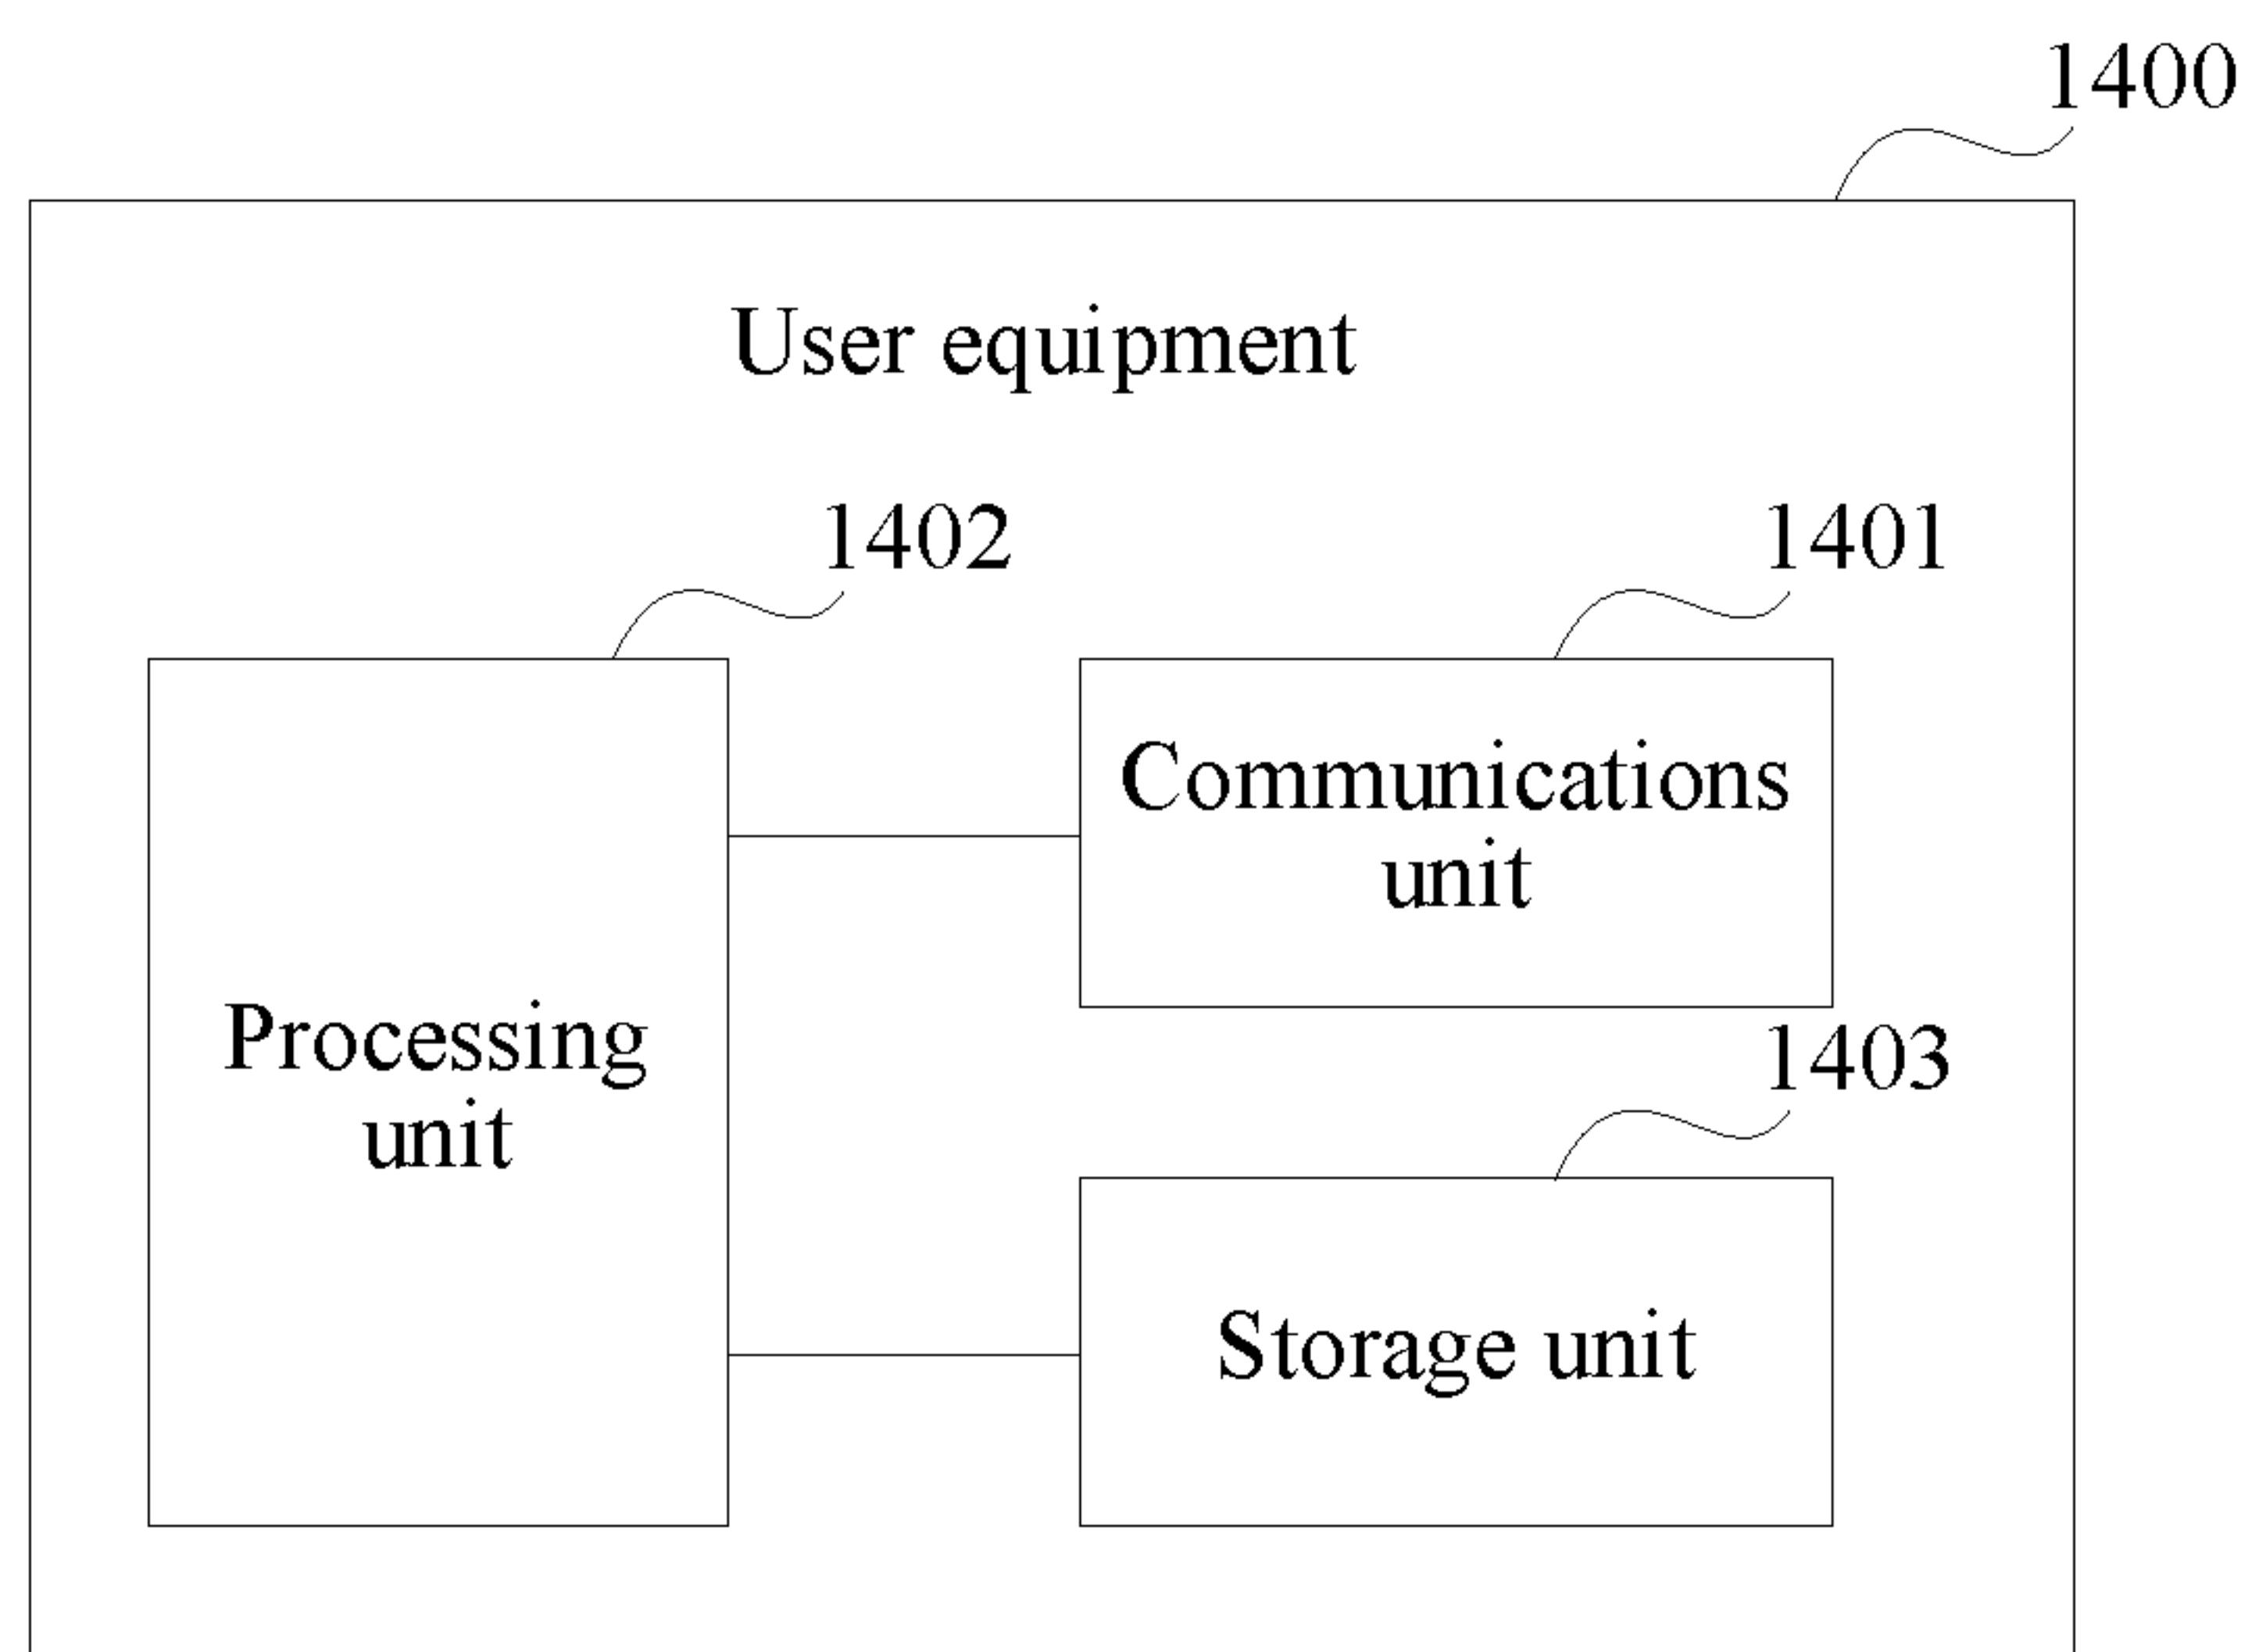 1400
User equipment
1402
1401
Communications
unit
Processing
unit
1403
Storage unit